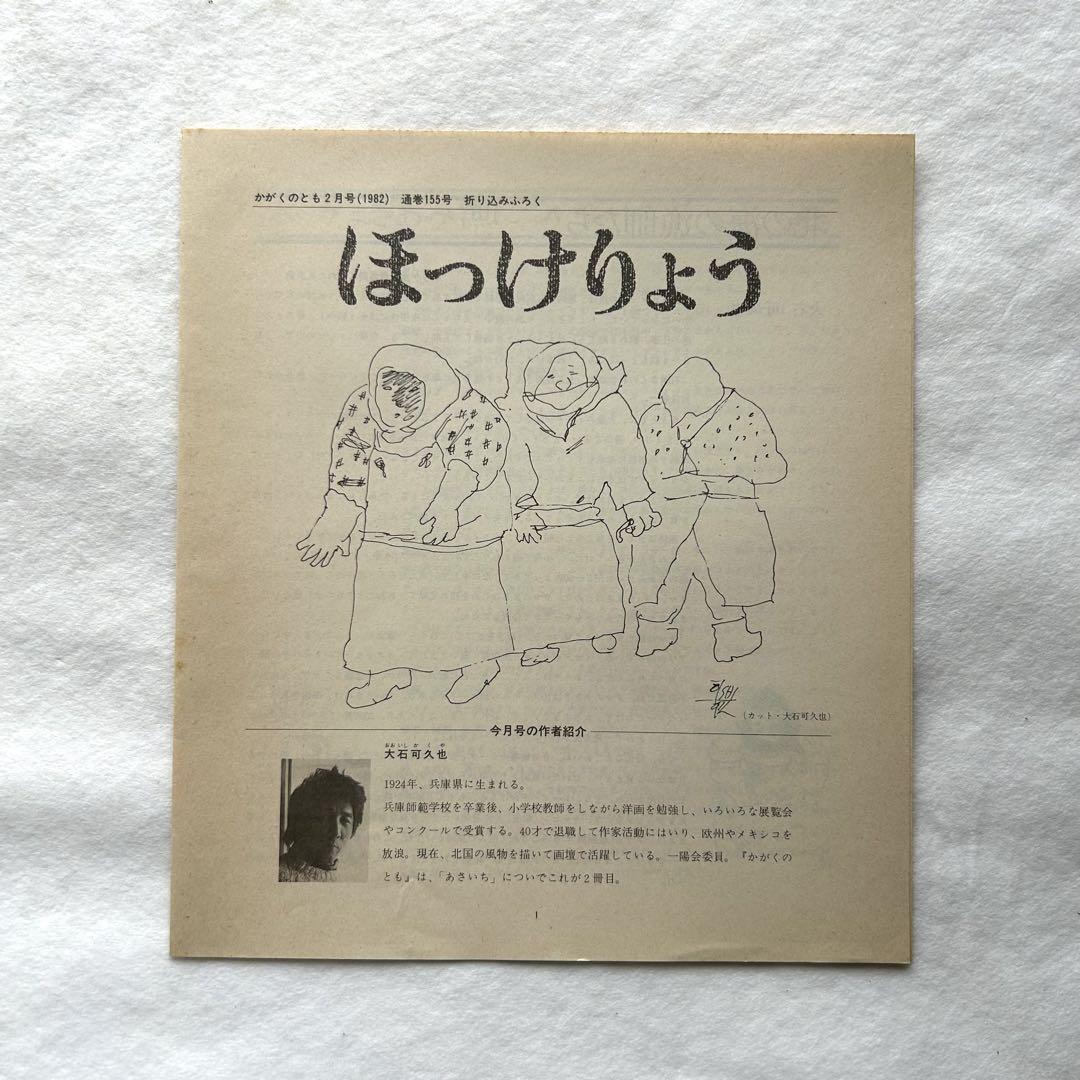 かがくのとも2月号(1982) 通巻155号 折り込みふろく
ほっけりょう
(カット・大石可久也)
今月号の作者紹介
おおいしかくや
大石可久也
1924年、兵庫県に生まれる。
兵庫師範学校を卒業後、小学校教師をしながら洋画を勉強し、いろいろな展覧会
やコンクールで受賞する。40才で退職して作家活動にはいり、欧州やメキシコを
放浪。現在、北国の風物を描いて画壇で活躍している。一陽会委員。『かがくの
とも』は、「あさいち」についでこれが2冊目。
1